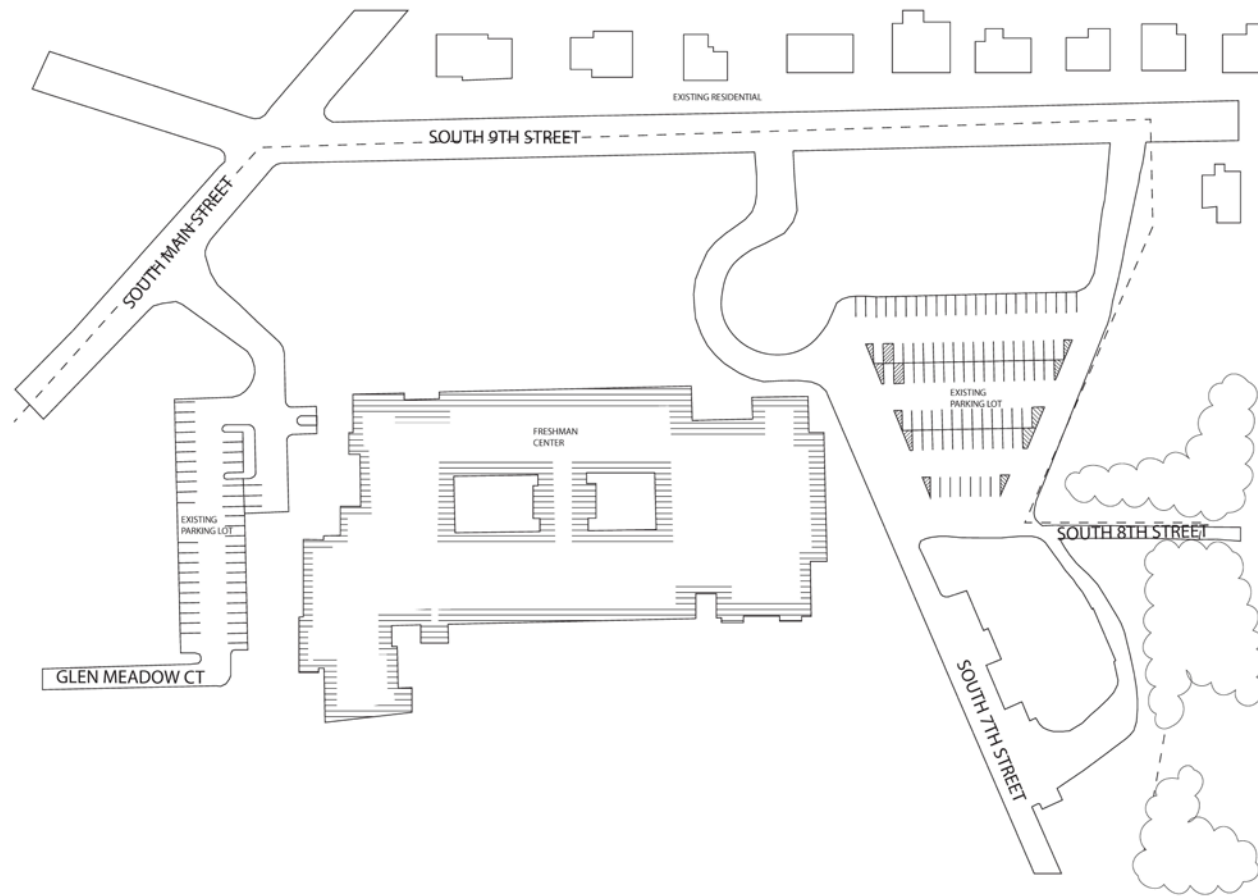 EXISTING RESIDENTIAL
SOUTH 9TH STREET
SOUTH MAIN STREET
EXISTING
PARKING LOT
FRESHMAN
CENTER
EXISTING
PARKING LOT
SOUTH 8TH STREET
GLEN MEADOW CT
SOUTH 7TH STREET